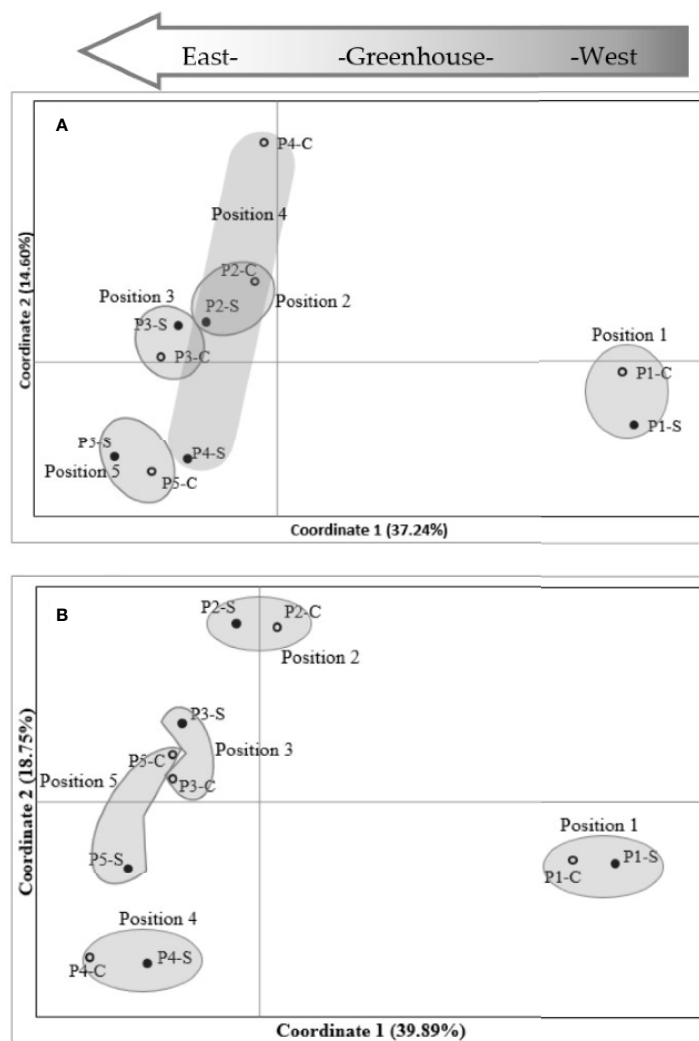 East- -Greenhouse- -West
A
P4-C
Position 4
P2-C
Position 3
P2-S
Position 2
P3-S
P3-C
Position 1
P1-C
P1-S
P5-S
P4-S
Position 5
P5-C
Coordinate 2 (14.60%)
Coordinate 1 (37.24%)
B
P2-S
P2-C
Position 2
P3-S
Position 3
P5-C
Position 5
P3-C
Position 1
P5-S
P1-S
P1-C
Position 4
P4-C
P4-S
Coordinate 2 (18.75%)
Coordinate 1 (39.89%)